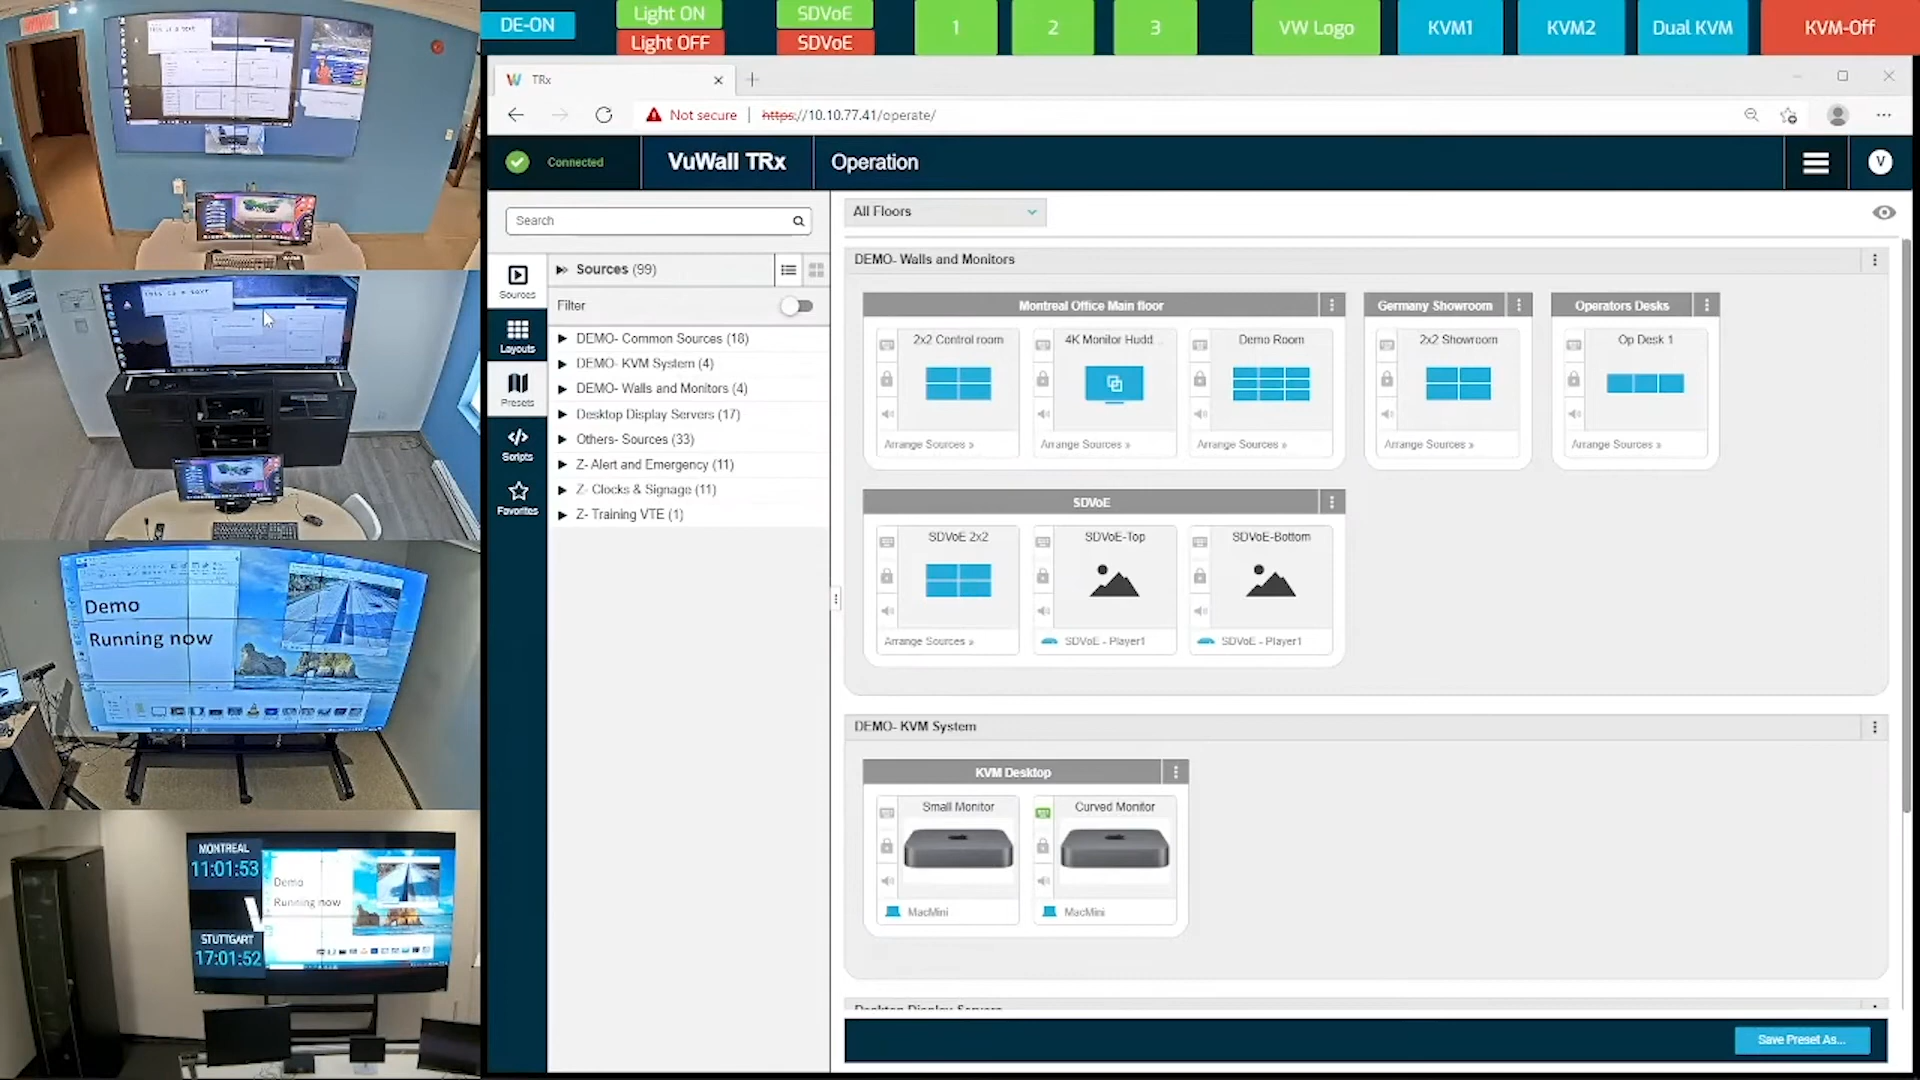 DE-ON
Light ON
Light OFF
SDVoE
SDVoE
1
2
3
VW Logo
KVM1
KVM2
Dual KVM
KVM-Off
TRx
Not secure
https://10.10.77.41/operate/
Connected
VuWall TRx
Operation
V
Search
All Floors
Sources
Layouts
Presets
Scripts
Favorites
Sources (99)
Filter
DEMO- Common Sources (18)
DEMO- KVM System (4)
DEMO- Walls and Monitors (4)
Desktop Display Servers (17)
Others- Sources (33)
Z- Alert and Emergency (11)
Z- Clocks & Signage (11)
Z- Training VTE (1)
DEMO- Walls and Monitors
Montreal Office Main floor
Germany Showroom
Operators Desks
2x2 Control room
4K Monitor Hudd...
Demo Room
2x2 Showroom
Op Desk 1
Arrange Sources »
Arrange Sources »
Arrange Sources »
Arrange Sources »
Arrange Sources »
SDVoE
SDVoE 2x2
SDVoE-Top
SDVoE-Bottom
Arrange Sources »
SDVoE - Player1
SDVoE - Player1
DEMO- KVM System
KVM Desktop
Small Monitor
Curved Monitor
MacMini
MacMini
Desktop Display Servers
Save Preset As...
This is a text
Demo
Running now
MONTREAL
11:01:53
STUTTGART
17:01:52
Demo
Running now